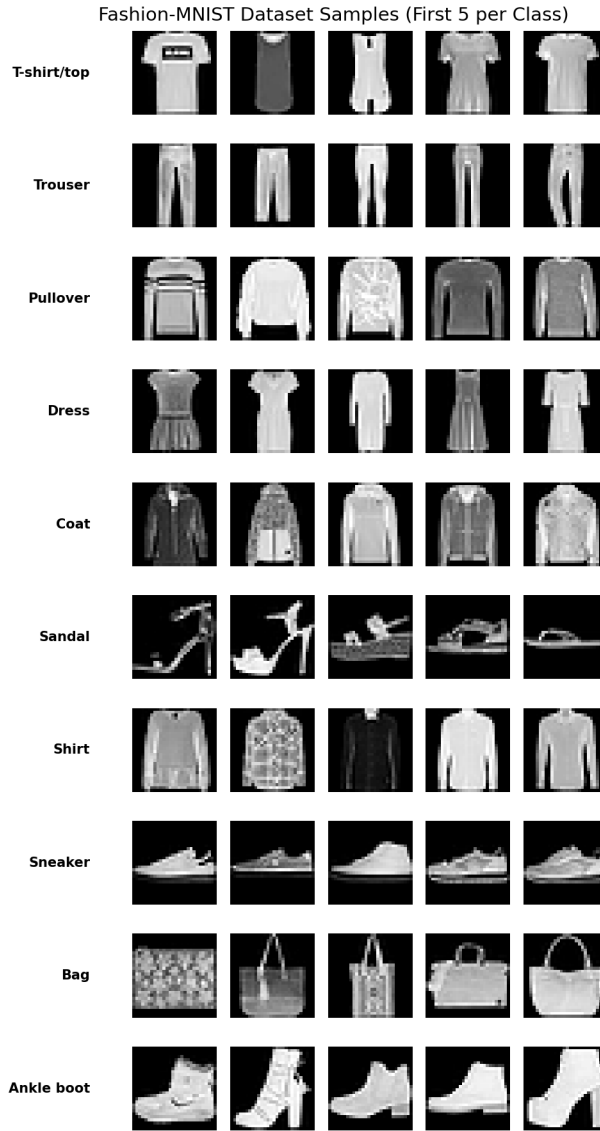 Fashion-MNIST Dataset Samples (First 5 per Class)
T-shirt/top
Trouser
Pullover
Dress
Coat
Sandal
Shirt
Sneaker
Bag
Ankle boot